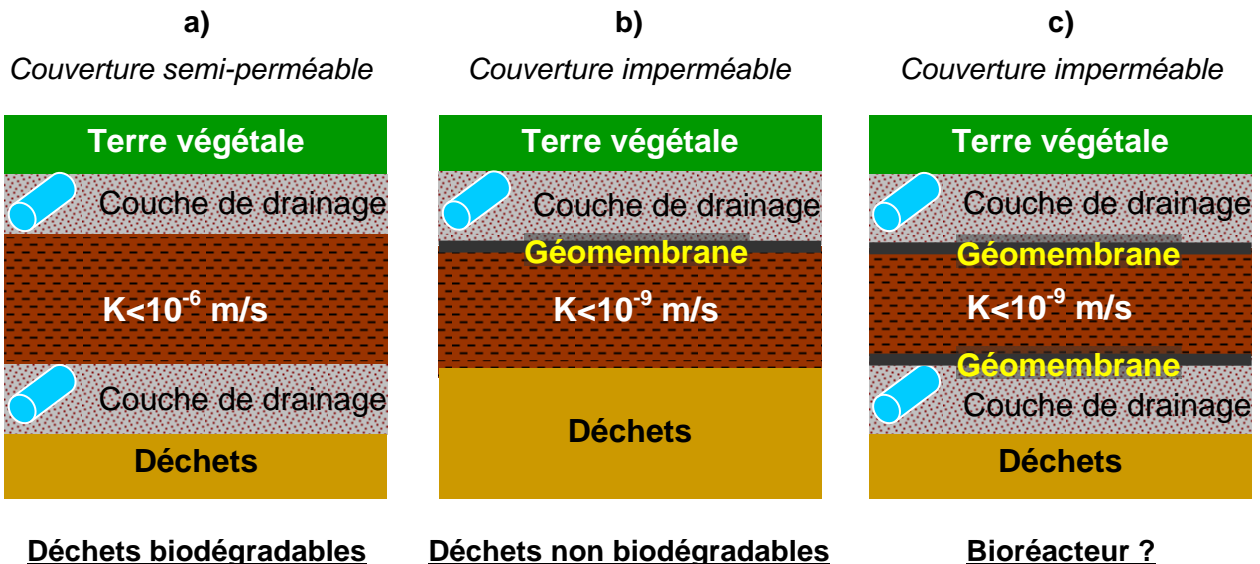 a)
Couverture semi-perméable
Terre végétale
Couche de drainage
K<10⁻⁶ m/s
Couche de drainage
Déchets
Déchets biodégradables
b)
Couverture imperméable
Terre végétale
Couche de drainage
Géomembrane
K<10⁻⁹ m/s
Déchets
Déchets non biodégradables
c)
Couverture imperméable
Terre végétale
Couche de drainage
Géomembrane
K<10⁻⁹ m/s
Géomembrane
Couche de drainage
Déchets
Bioréacteur ?